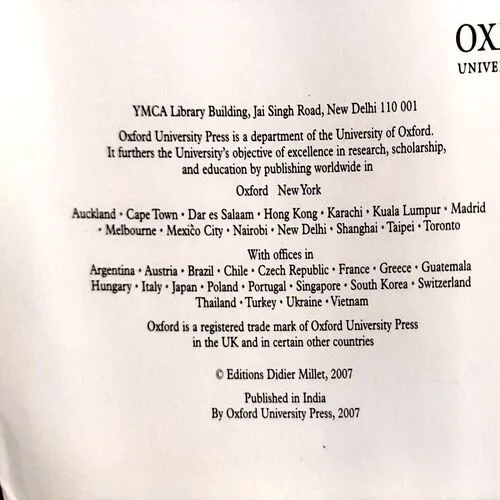 OX
UNIVE
YMCA Library Building, Jai Singh Road, New Delhi 110 001
Oxford University Press is a department of the University of Oxford.
It furthers the University's objective of excellence in research, scholarship,
and education by publishing worldwide in
Oxford New York
Auckland • Cape Town • Dar es Salaam • Hong Kong • Karachi • Kuala Lumpur • Madrid
• Melbourne • Mexico City • Nairobi • New Delhi • Shanghai • Taipei • Toronto
With offices in
Argentina • Austria • Brazil • Chile • Czech Republic • France • Greece • Guatemala
Hungary • Italy • Japan • Poland • Portugal • Singapore • South Korea • Switzerland
Thailand • Turkey • Ukraine • Vietnam
Oxford is a registered trade mark of Oxford University Press
in the UK and in certain other countries
© Editions Didier Millet, 2007
Published in India
By Oxford University Press, 2007